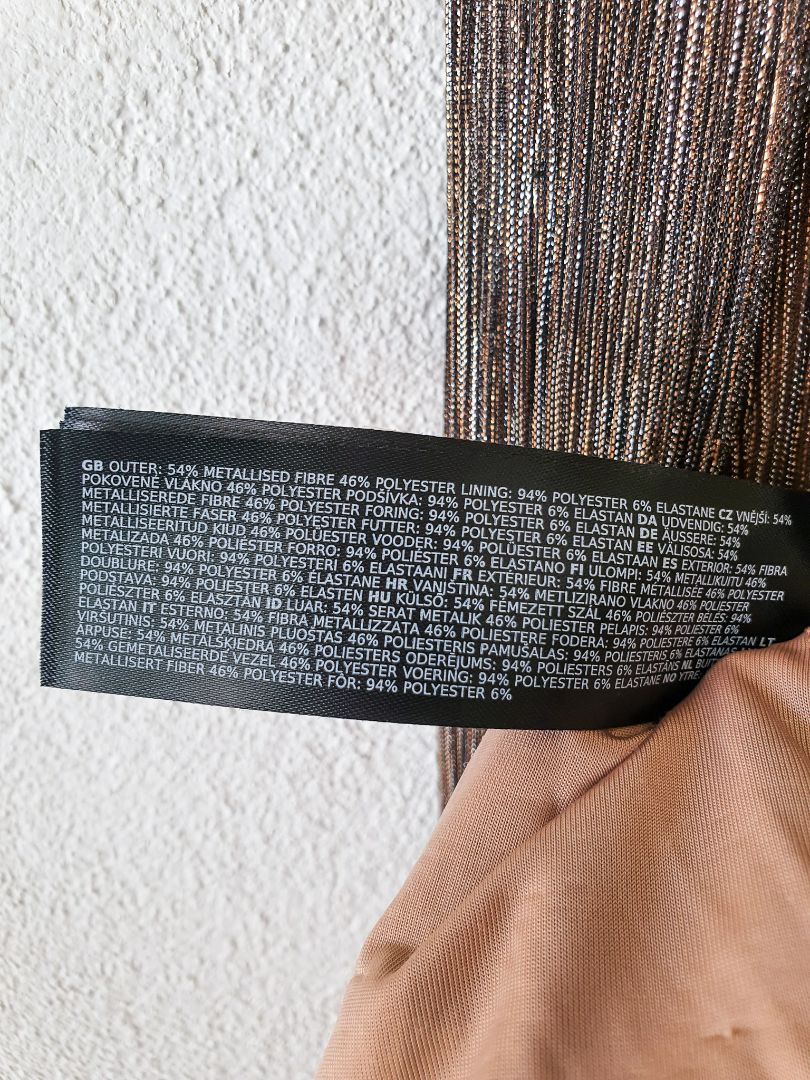 GB OUTER: 54% METALLISED FIBRE 46% POLYESTER LINING: 94% POLYESTER 6% ELASTANE CZ VNĚJŠÍ: 54%
POKOVENÉ VLÁKNO 46% POLYESTER PODŠÍVKA: 94% POLYESTER 6% ELASTAN DA UDVENDIG: 54%
METALLISEREDE FIBRE 46% POLYESTER FORING: 94% POLYESTER 6% ELASTAN DE ÄUSSERE: 54%
METALLISIERTE FASER 46% POLYESTER FUTTER: 94% POLYESTER 6% ELASTAN EE VÄLISOSA: 54%
METALLISEERITUD KIUD 46% POLÜESTER VOODER: 94% POLÜESTER 6% ELASTAAN ES EXTERIOR: 54% FIBRA
METALIZADA 46% POLIÉSTER FORRO: 94% POLIÉSTER 6% ELASTANO FI ULOMPI: 54% METALLIKUITU 46%
POLYESTERI VUORI: 94% POLYESTERI 6% ELASTAANI FR EXTÉRIEUR: 54% FIBRE MÉTALLISÉE 46% POLYESTER
DOUBLURE: 94% POLYESTER 6% ÉLASTANE HR VANJŠTINA: 54% METLIZIRANO VLAKNO 46% POLIESTER
PODSTAVA: 94% POLIESTER 6% ELASTEN HU KÜLSŐ: 54% FÉMEZETT SZÁL 46% POLIÉSZTER BÉLÉS: 94%
POLIÉSZTER 6% ELASZTÁN ID LUAR: 54% SERAT METALIK 46% POLIESTER PELAPIS: 94% POLIESTER 6%
ELASTAN IT ESTERNO: 54% FIBRA METALLIZZATA 46% POLIESTERE FODERA: 94% POLIESTERE 6% ELASTAN LT
VIRŠUTINIS: 54% METALINIS PLUOSTAS 46% POLIESTERIS PAMUŠALAS: 94% POLIESTERIS 6% ELASTANAS
ĀRPUSE: 54% METĀLSKIEDRA 46% POLIESTERS ODERĒJUMS: 94% POLIESTERS 6% ELASTĀNS NL
54% GEMETALISEERDE VEZEL 46% POLYESTER VOERING: 94% POLYESTER 6% ELASTANE NO YTRE:
METALLISERT FIBER 46% POLYESTER FÔR: 94% POLYESTER 6%